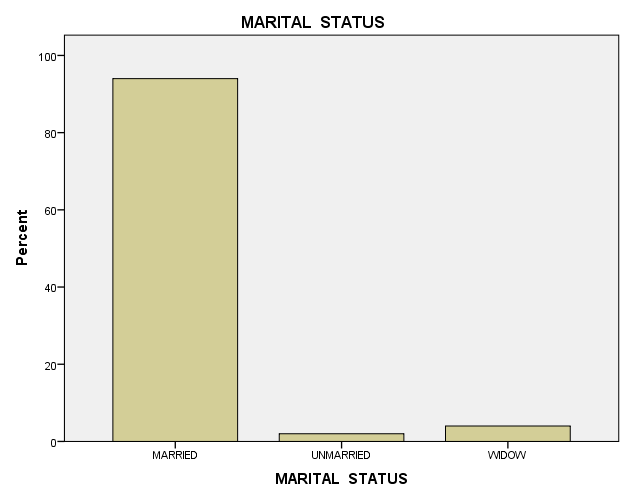 MARITAL STATUS
100
80
60
40
20
0
Percent
MARRIED
UNMARRIED
WIDOW
MARITAL STATUS